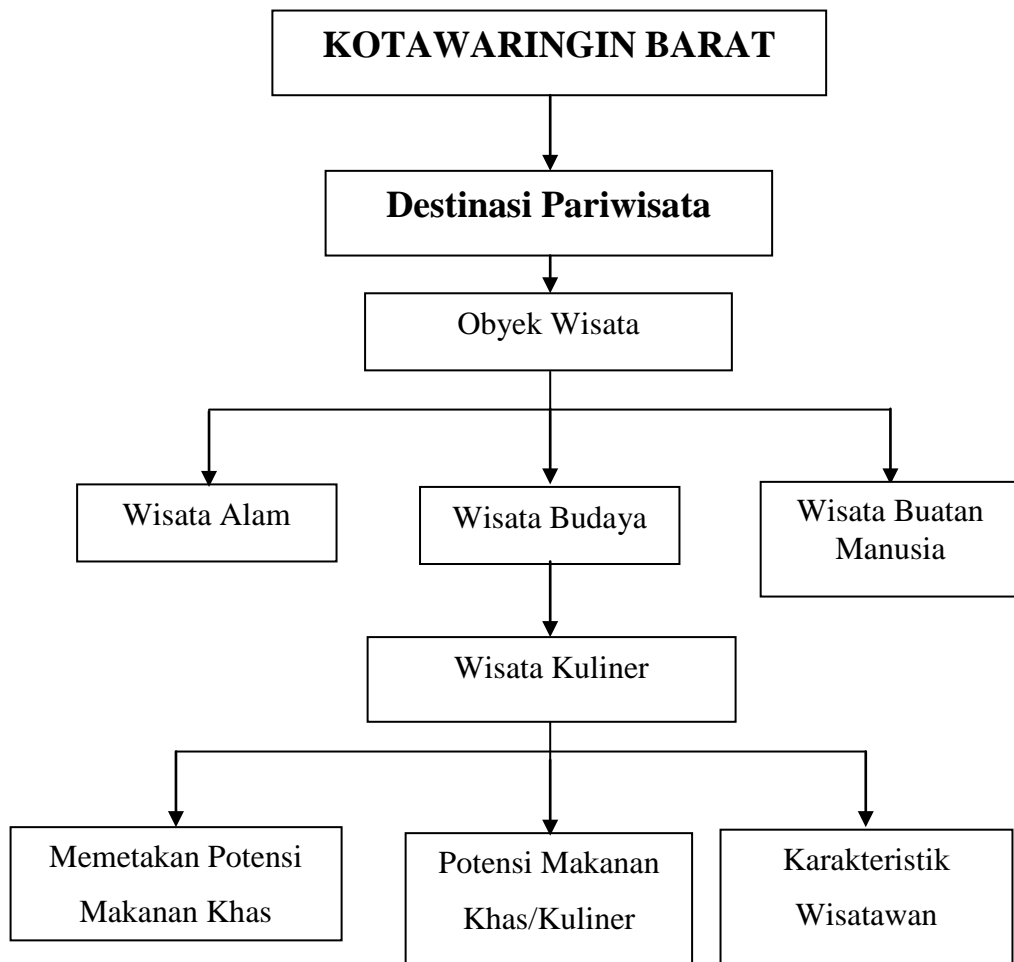 KOTAWARINGIN BARAT
Destinasi Pariwisata
Obyek Wisata
Wisata Alam
Wisata Budaya
Wisata Buatan
Manusia
Wisata Kuliner
Memetakan Potensi
Makanan Khas
Potensi Makanan
Khas/Kuliner
Karakteristik
Wisatawan